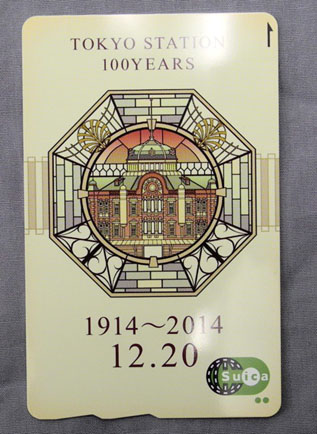 TOKYO STATION
100YEARS
1914～2014
12.20
Suica